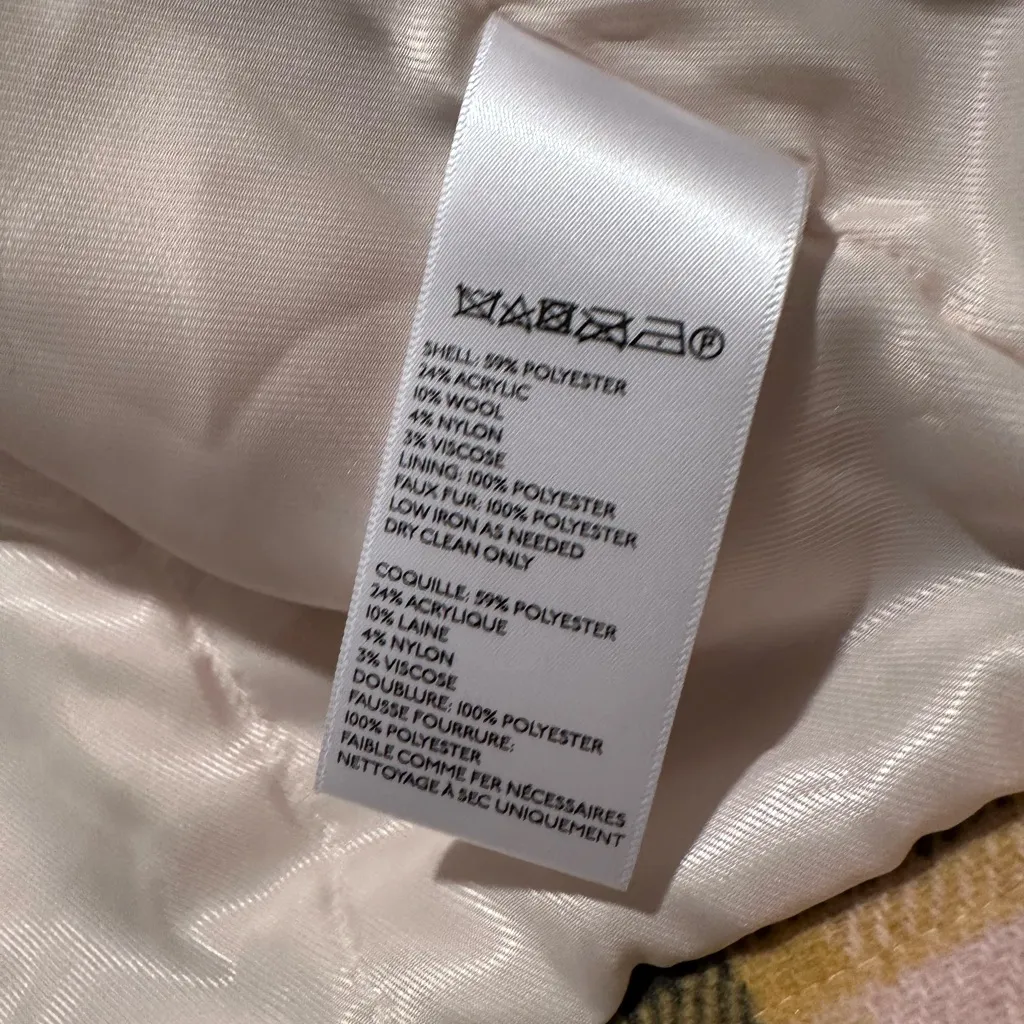 P
SHELL: 59% POLYESTER
24% ACRYLIC
10% WOOL
4% NYLON
3% VISCOSE
LINING: 100% POLYESTER
FAUX FUR: 100% POLYESTER
LOW IRON AS NEEDED
DRY CLEAN ONLY
COQUILLE: 59% POLYESTER
24% ACRYLIQUE
10% LAINE
4% NYLON
3% VISCOSE
DOUBLURE: 100% POLYESTER
FAUSSE FOURRURE:
100% POLYESTER
FAIBLE COMME FER NÉCESSAIRES
NETTOYAGE À SEC UNIQUEMENT